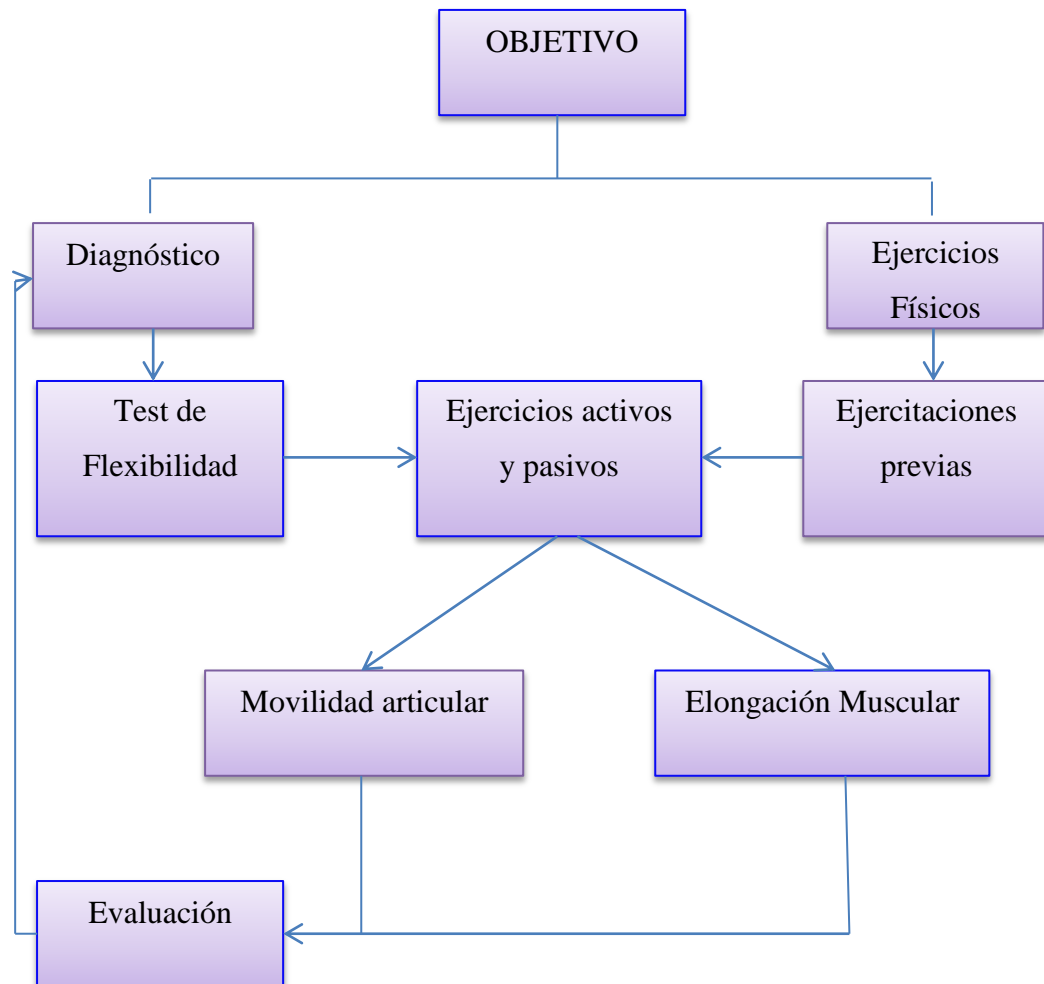 OBJETIVO
Diagnóstico
Ejercicios
Físicos
Test de
Flexibilidad
Ejercicios activos
y pasivos
Ejercitaciones
previas
Movilidad articular
Elongación Muscular
Evaluación